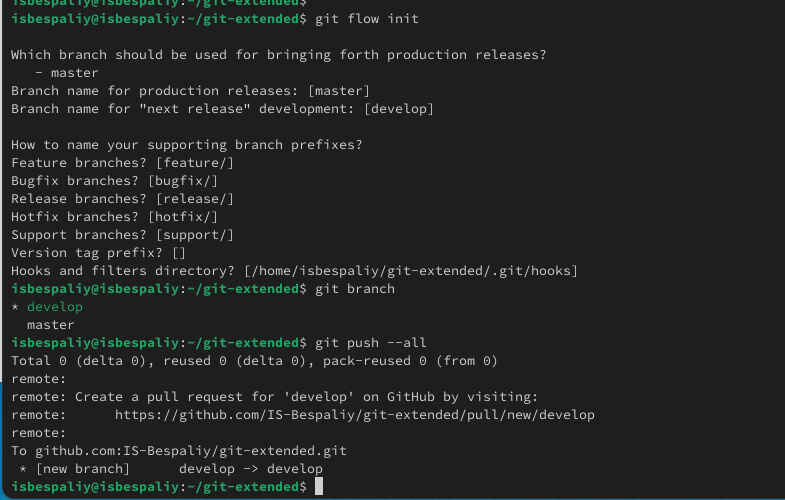 isbespaliy@isbespaliy:~/git-extended$
isbespaliy@isbespaliy:~/git-extended$ git flow init

Which branch should be used for bringing forth production releases?
   - master
Branch name for production releases: [master]
Branch name for "next release" development: [develop]

How to name your supporting branch prefixes?
Feature branches? [feature/]
Bugfix branches? [bugfix/]
Release branches? [release/]
Hotfix branches? [hotfix/]
Support branches? [support/]
Version tag prefix? []
Hooks and filters directory? [/home/isbespaliy/git-extended/.git/hooks]
isbespaliy@isbespaliy:~/git-extended$ git branch
* develop
  master
isbespaliy@isbespaliy:~/git-extended$ git push --all
Total 0 (delta 0), reused 0 (delta 0), pack-reused 0 (from 0)
remote:
remote: Create a pull request for 'develop' on GitHub by visiting:
remote:      https://github.com/IS-Bespaliy/git-extended/pull/new/develop
remote:
To github.com:IS-Bespaliy/git-extended.git
 * [new branch]      develop -> develop
isbespaliy@isbespaliy:~/git-extended$